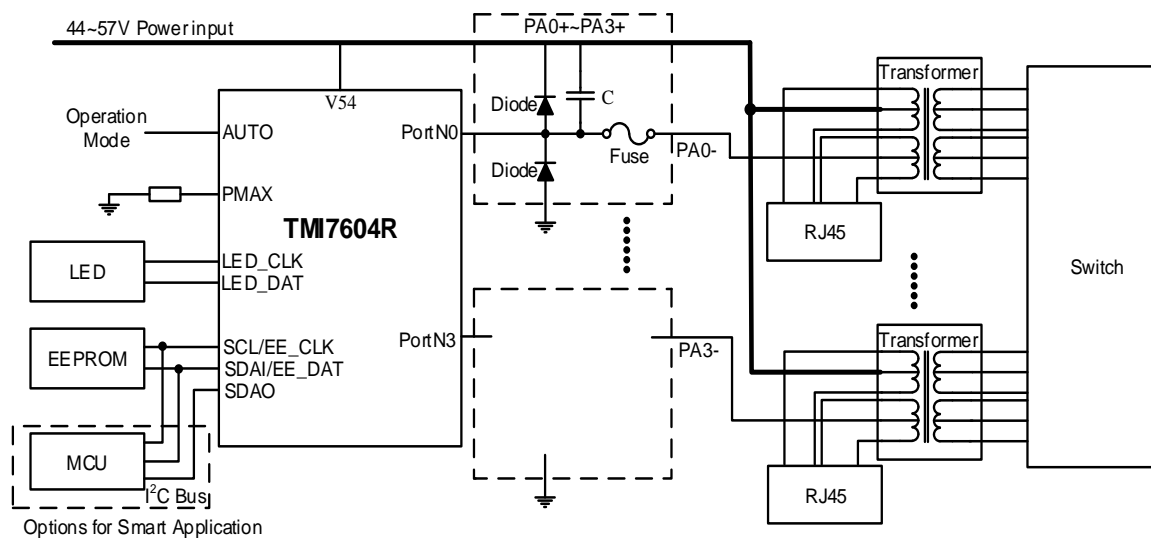 44~57V Power input
PA0+~PA3+
Transformer
V54
Diode
C
Operation
Mode
AUTO
PortN0
Fuse
PA0-
Diode
PMAX
TMI7604R
RJ45
LED
LED_CLK
LED_DAT
Switch
EEPROM
SCL/EE_CLK
SDAI/EE_DAT
SDAO
PortN3
PA3-
Transformer
MCU
I²C Bus
RJ45
Options for Smart Application